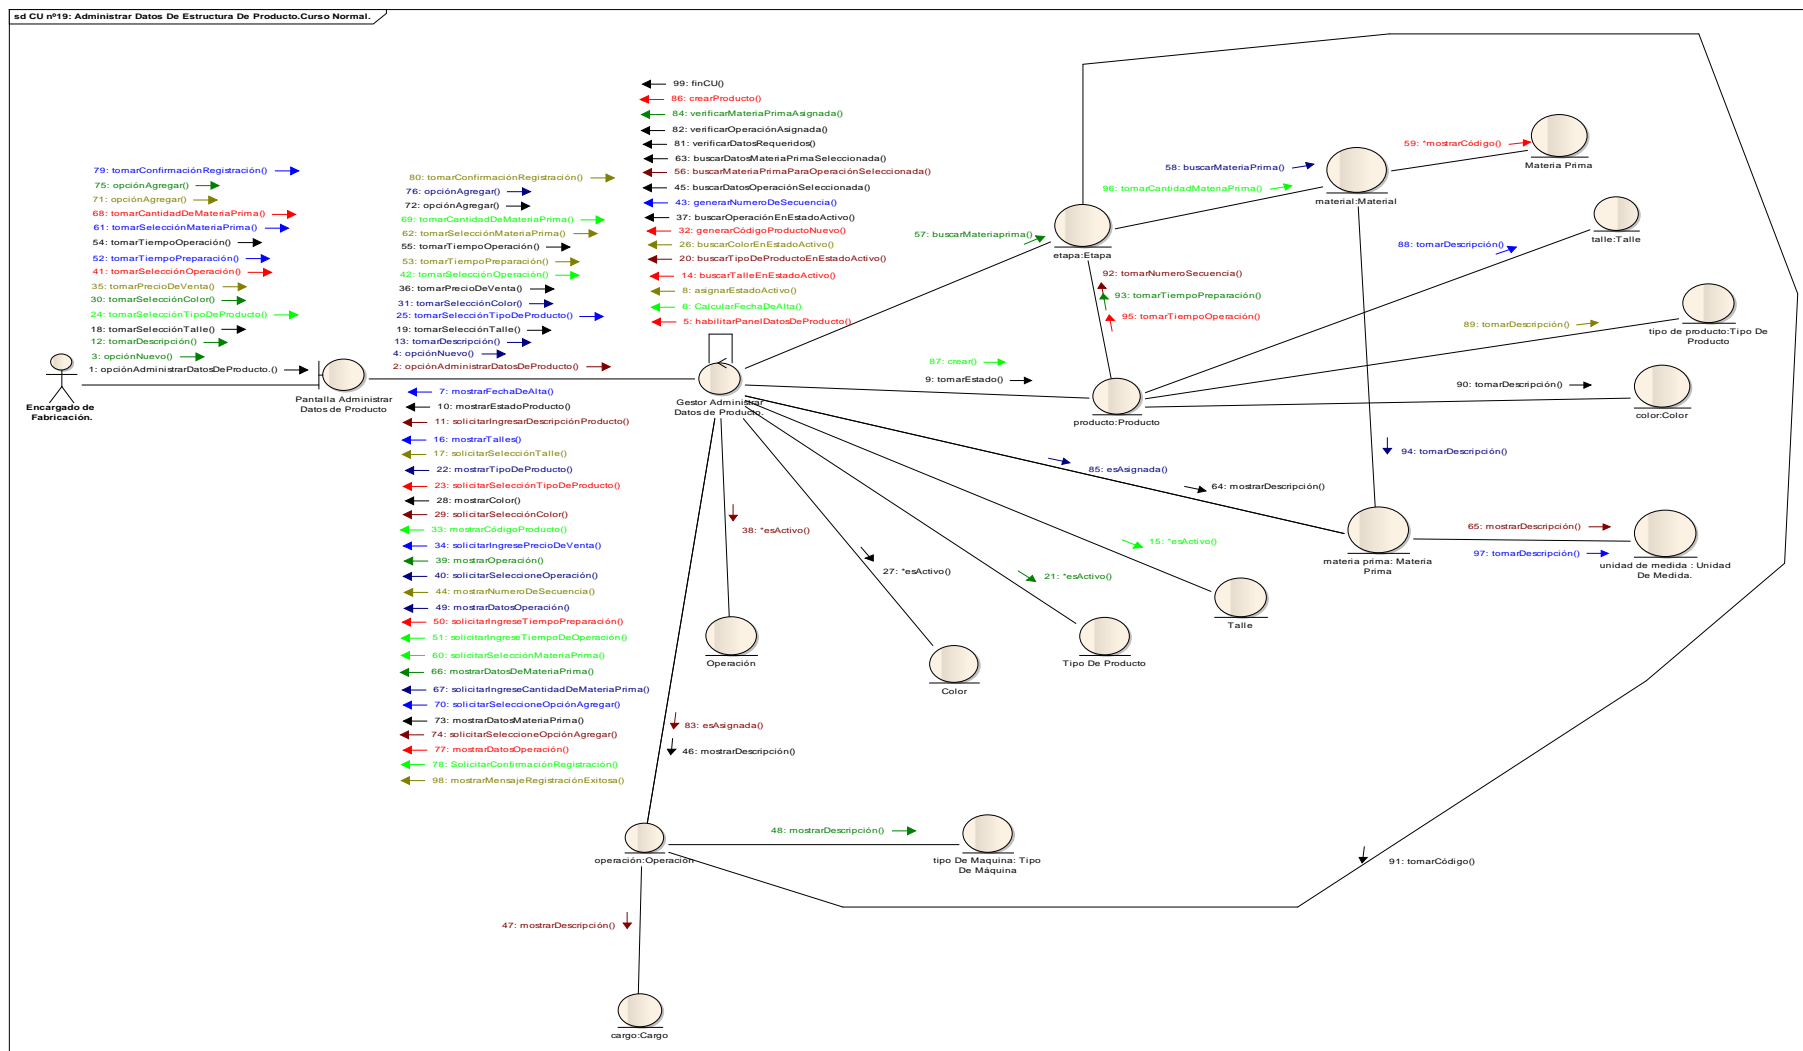 sd CU nº19: Administrar Datos De Estructura De Producto.Curso Normal.
99: finCU()
86: crearProducto()
84: verificarMateriaPrimaAsignada()
82: verificarOperaciónAsignada()
81: verificarDatosRequeridos()
63: buscarDatosMateriaPrimaSeleccionada()
56: buscarMateriaPrimaParaOperaciónSeleccionada()
45: buscarDatosOperaciónSeleccionada()
43: generarNumeroDeSecuencia()
37: buscarOperaciónEnEstadoActivo()
32: generarCódigoProductoNuevo()
26: buscarColorEnEstadoActivo()
20: buscarTipoDeProductoEnEstadoActivo()
14: buscarTalleEnEstadoActivo()
8: asignarEstadoActivo()
6: CalcularFechaDeAlta()
5: habilitarPanelDatosDeProducto()
79: tomarConfirmaciónRegistración()
75: opciónAgregar()
71: opciónAgregar()
68: tomarCantidadDeMateriaPrima()
61: tomarSelecciónMateriaPrima()
54: tomarTiempoOperación()
52: tomarTiempoPreparación()
41: tomarSelecciónOperación()
35: tomarPrecioDeVenta()
30: tomarSelecciónColor()
24: tomarSelecciónTipoDeProducto()
18: tomarSelecciónTalle()
12: tomarDescripción()
3: opciónNuevo()
1: opciónAdministrarDatosDeProducto.()
80: tomarConfirmaciónRegistración()
76: opciónAgregar()
72: opciónAgregar()
69: tomarCantidadDeMateriaPrima()
62: tomarSelecciónMateriaPrima()
55: tomarTiempoOperación()
53: tomarTiempoPreparación()
42: tomarSelecciónOperación()
36: tomarPrecioDeVenta()
31: tomarSelecciónColor()
25: tomarSelecciónTipoDeProducto()
19: tomarSelecciónTalle()
13: tomarDescripción()
4: opciónNuevo()
2: opciónAdministrarDatosDeProducto()
Encargado de
Fabricación.
Pantalla Administrar
Datos de Producto
Gestor Administrar
Datos de Producto.
7: mostrarFechaDeAlta()
10: mostrarEstadoProducto()
11: solicitarIngresarDescripciónProducto()
16: mostrarTalles()
17: solicitarSelecciónTalle()
22: mostrarTipoDeProducto()
23: solicitarSelecciónTipoDeProducto()
28: mostrarColor()
29: solicitarSelecciónColor()
33: mostrarCódigoProducto()
34: solicitarIngresePrecioDeVenta()
39: mostrarOperación()
40: solicitarSeleccioneOperación()
44: mostrarNumeroDeSecuencia()
49: mostrarDatosOperación()
50: solicitarIngreseTiempoPreparación()
51: solicitarIngreseTiempoDeOperación()
60: solicitarSelecciónMateriaPrima()
66: mostrarDatosDeMateriaPrima()
67: solicitarIngreseCantidadDeMateriaPrima()
70: solicitarSeleccioneOpciónAgregar()
73: mostrarDatosMateriaPrima()
74: solicitarSeleccioneOpciónAgregar()
77: mostrarDatosOperación()
78: SolicitarConfirmaciónRegistración()
98: mostrarMensajeRegistraciónExitosa()
57: buscarMateriaprima()
etapa:Etapa
58: buscarMateriaPrima()
96: tomarCantidadMateriaPrima()
material:Material
59: *mostrarCódigo()
Materia Prima
92: tomarNumeroSecuencia()
93: tomarTiempoPreparación()
95: tomarTiempoOperación()
87: crear()
9: tomarEstado()
producto:Producto
88: tomarDescripción()
talle:Talle
89: tomarDescripción()
tipo de producto:Tipo De
Producto
90: tomarDescripción()
color:Color
94: tomarDescripción()
85: esAsignada()
64: mostrarDescripción()
materia prima: Materia
Prima
65: mostrarDescripción()
97: tomarDescripción()
unidad de medida : Unidad
De Medida.
38: *esActivo()
Operación
27: *esActivo()
Color
21: *esActivo()
Tipo De Producto
15: *esActivo()
Talle
83: esAsignada()
46: mostrarDescripción()
operación:Operación
48: mostrarDescripción()
tipo De Maquina: Tipo
De Máquina
91: tomarCódigo()
47: mostrarDescripción()
cargo:Cargo